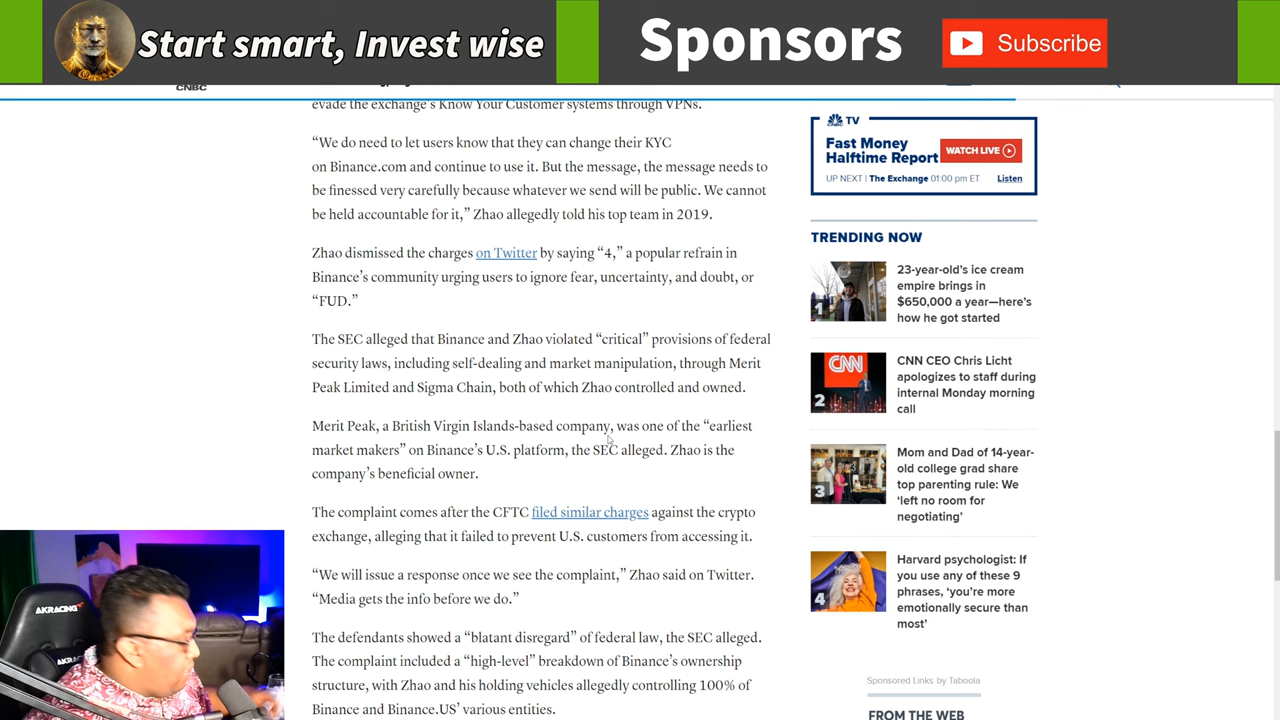 Start smart, Invest wise
Sponsors
Subscribe
CNBC
evade the exchange's Know Your Customer systems through VPNs.
“We do need to let users know that they can change their KYC
on Binance.com and continue to use it. But the message, the message needs to
be finessed very carefully because whatever we send will be public. We cannot
be held accountable for it,” Zhao allegedly told his top team in 2019.
Zhao dismissed the charges on Twitter by saying “4,” a popular refrain in
Binance’s community urging users to ignore fear, uncertainty, and doubt, or
“FUD.”
The SEC alleged that Binance and Zhao violated “critical” provisions of federal
security laws, including self-dealing and market manipulation, through Merit
Peak Limited and Sigma Chain, both of which Zhao controlled and owned.
Merit Peak, a British Virgin Islands-based company, was one of the “earliest
market makers” on Binance’s U.S. platform, the SEC alleged. Zhao is the
company’s beneficial owner.
The complaint comes after the CFTC filed similar charges against the crypto
exchange, alleging that it failed to prevent U.S. customers from accessing it.
“We will issue a response once we see the complaint,” Zhao said on Twitter.
“Media gets the info before we do.”
The defendants showed a “blatant disregard” of federal law, the SEC alleged.
The complaint included a “high-level” breakdown of Binance’s ownership
structure, with Zhao and his holding vehicles allegedly controlling 100% of
Binance and Binance.US’ various entities.
TV
Fast Money
Halftime Report
WATCH LIVE
UP NEXT | The Exchange 01:00 pm ET
Listen
TRENDING NOW
1
23-year-old’s ice cream
empire brings in
$650,000 a year—here’s
how he got started
CNN
2
CNN CEO Chris Licht
apologizes to staff during
internal Monday morning
call
3
Mom and Dad of 14-year-
old college grad share
top parenting rule: We
‘left no room for
negotiating’
4
Harvard psychologist: If
you use any of these 9
phrases, ‘you’re more
emotionally secure than
most’
Sponsored Links by Taboola
FROM THE WEB
AKRACING